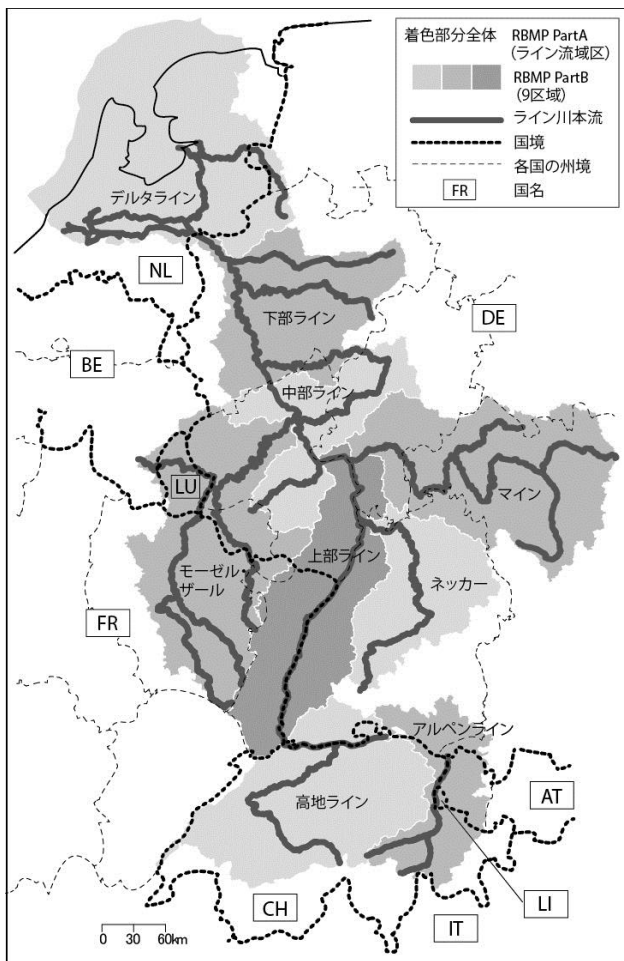 着色部分全体
RBMP PartA
(ライン流域区)
RBMP PartB
(9区域)
ライン川本流
国境
各国の州境
FR
国名
デルタライン
NL
下部ライン
DE
BE
中部ライン
LU
マイン
上部ライン
モーゼル
ザール
ネッカー
FR
アルペンライン
高地ライン
AT
CH
LI
IT
0 30 60km